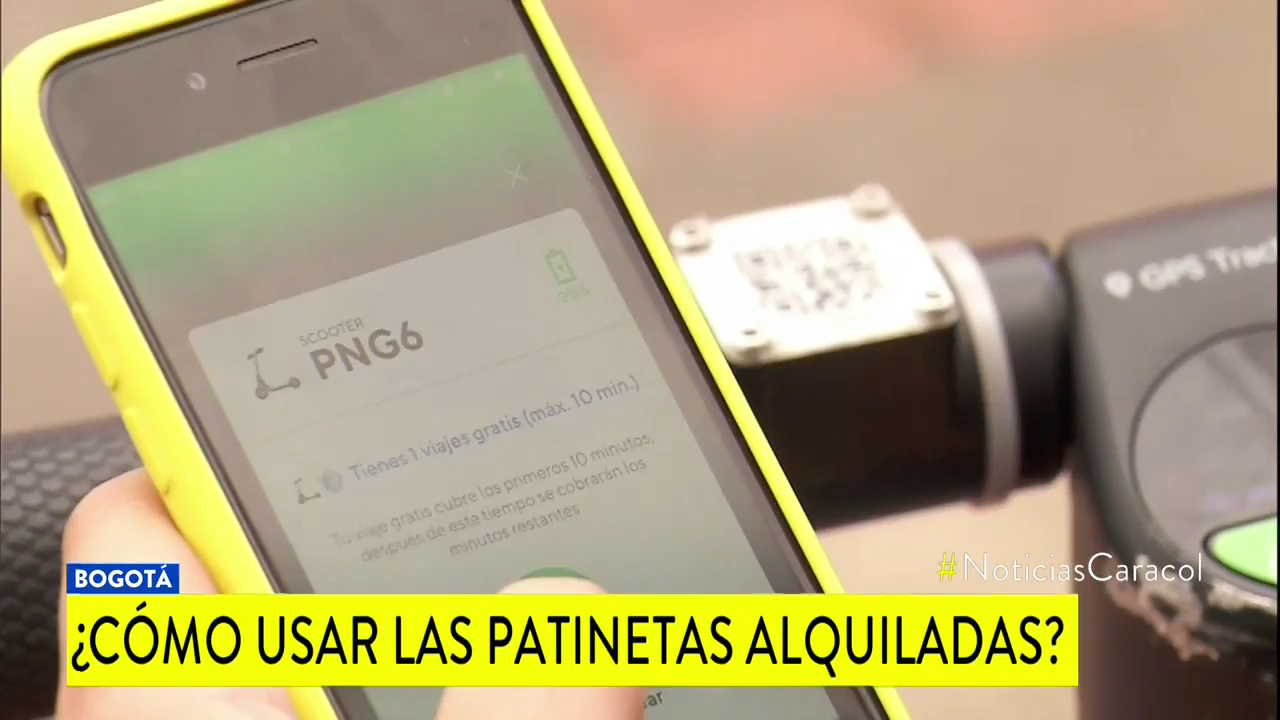 SCOOTER
PNG6
Tienes 1 viajes gratis (máx. 10 min.)
Tu viaje gratis cubre los primeros 10 minutos,
después de este tiempo se cobrarán los
minutos restantes
GPS
#NoticiasCaracol
BOGOTÁ
¿CÓMO USAR LAS PATINETAS ALQUILADAS?